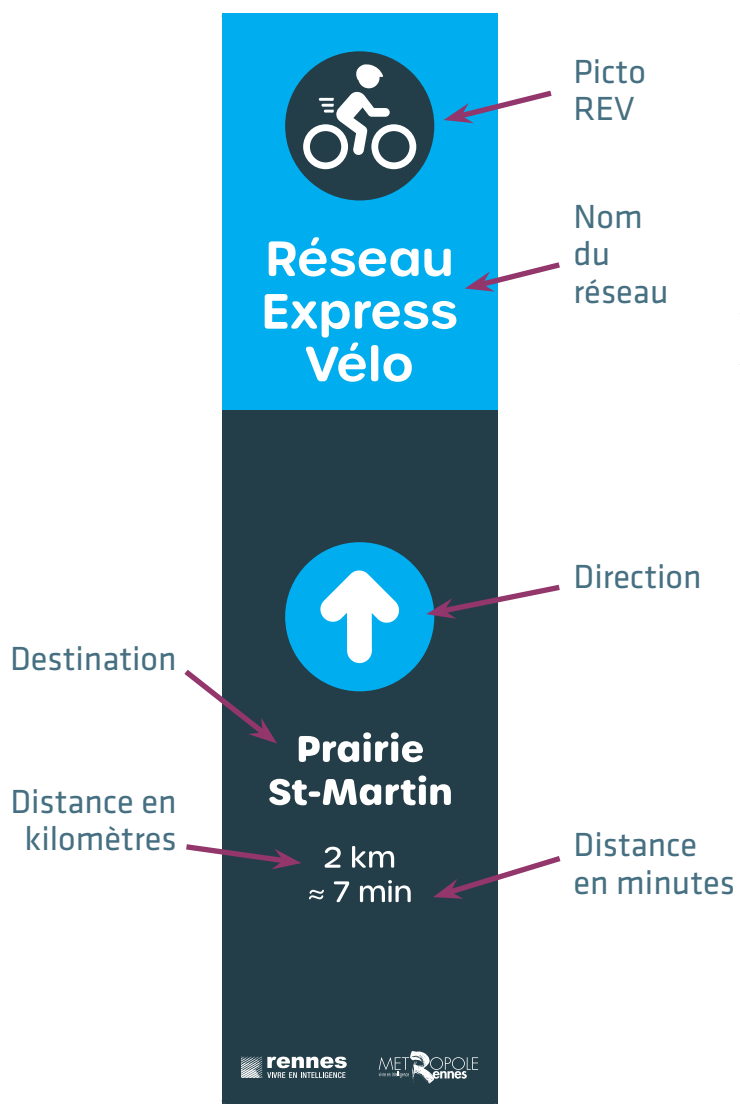 Picto
REV
Nom
du
réseau
Réseau
Express
Vélo
Direction
Destination
Prairie
St-Martin
Distance en
kilomètres
2 km
≈ 7 min
Distance
en minutes
rennes
VIVRE EN INTELLIGENCE
METROPOLE
Rennes